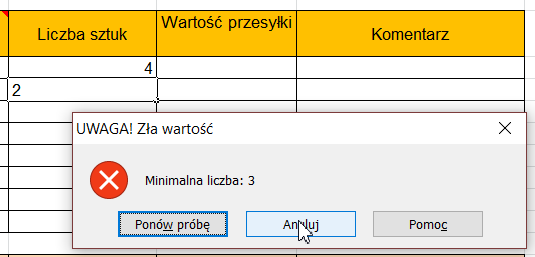 Liczba sztuk
Wartość przesyłki
Komentarz
4
2
UWAGA! Zła wartość
Minimalna liczba: 3
Ponów próbę
Anuluj
Pomoc